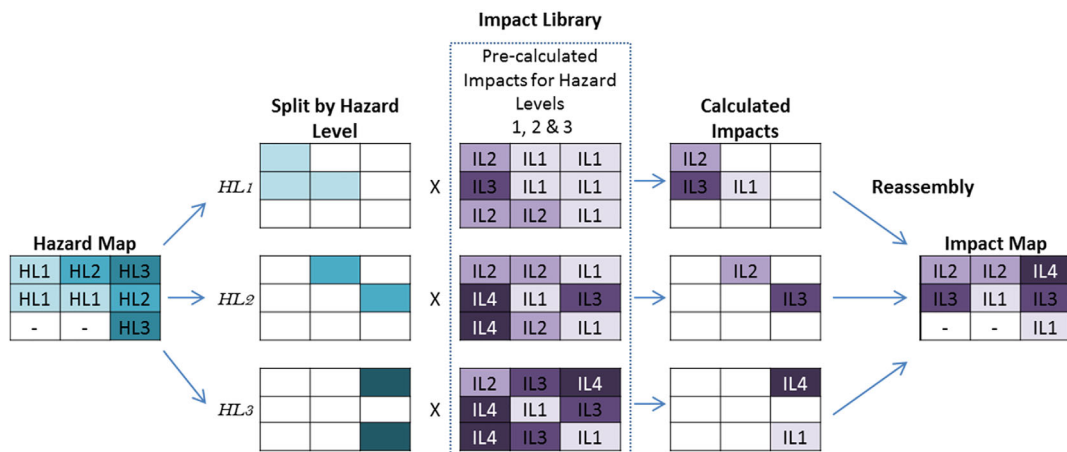 Impact Library
Pre-calculated
Impacts for Hazard
Levels
1, 2 & 3
Split by Hazard
Level
Calculated
Impacts
HL1
X
IL2 IL1 IL1
IL3 IL1 IL1
IL2 IL2 IL1
IL2
IL3 IL1
Reassembly
Hazard Map
HL1 HL2 HL3
HL1 HL1 HL2
- - HL3
HL2
X
IL2 IL2 IL1
IL4 IL1 IL3
IL4 IL2 IL1
IL2
IL3
Impact Map
IL2 IL2 IL4
IL3 IL1 IL3
- - IL1
HL3
X
IL2 IL3 IL4
IL4 IL1 IL3
IL4 IL3 IL1
IL4
IL1